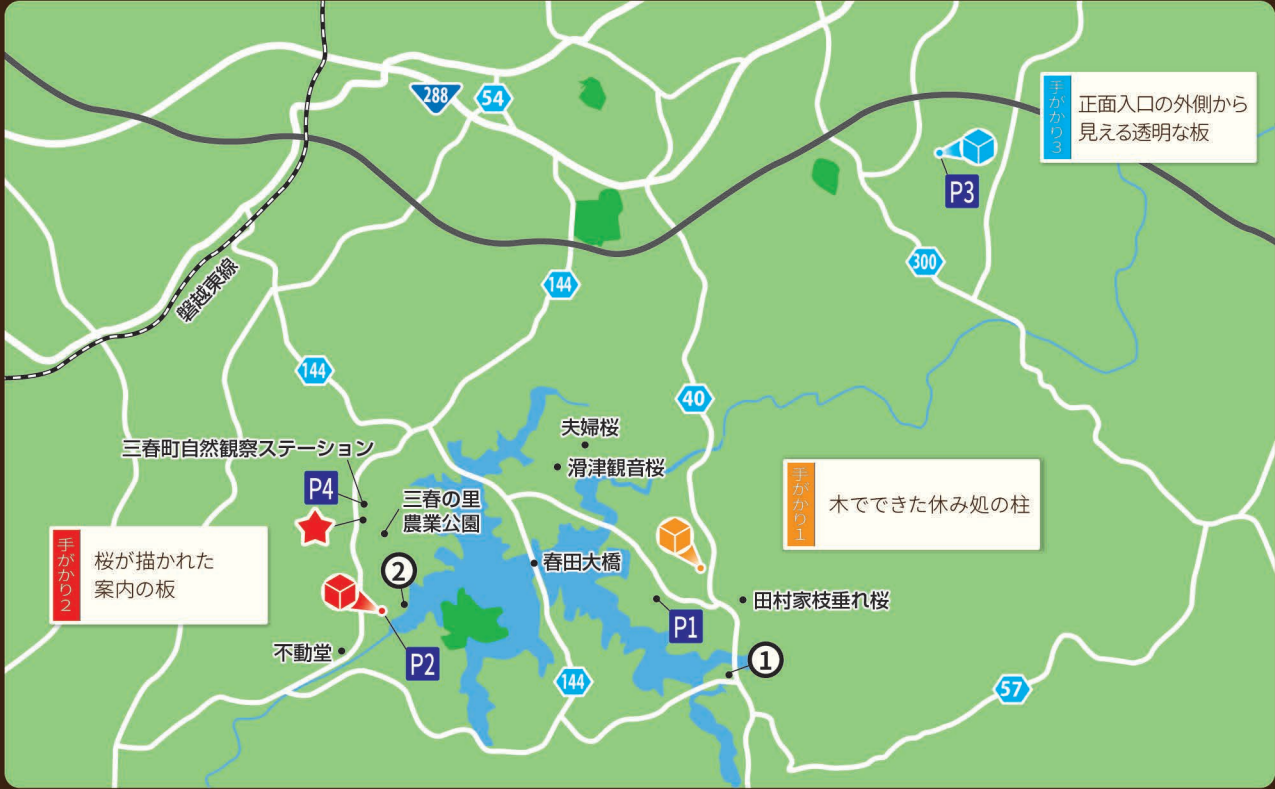 288
54
手がかり3
正面入口の外側から
見える透明な板
P3
300
磐越東線
144
144
40
夫婦桜
滑津観音桜
三春町自然観察ステーション
P4
三春の里
農業公園
手がかり1
木でできた休み処の柱
手がかり2
桜が描かれた
案内の板
②
春田大橋
P1
田村家枝垂れ桜
不動堂
P2
①
144
57